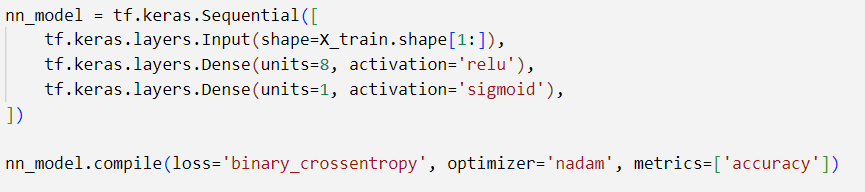 nn_model = tf.keras.Sequential([
    tf.keras.layers.Input(shape=X_train.shape[1:]),
    tf.keras.layers.Dense(units=8, activation='relu'),
    tf.keras.layers.Dense(units=1, activation='sigmoid'),
])
nn_model.compile(loss='binary_crossentropy', optimizer='nadam', metrics=['accuracy'])